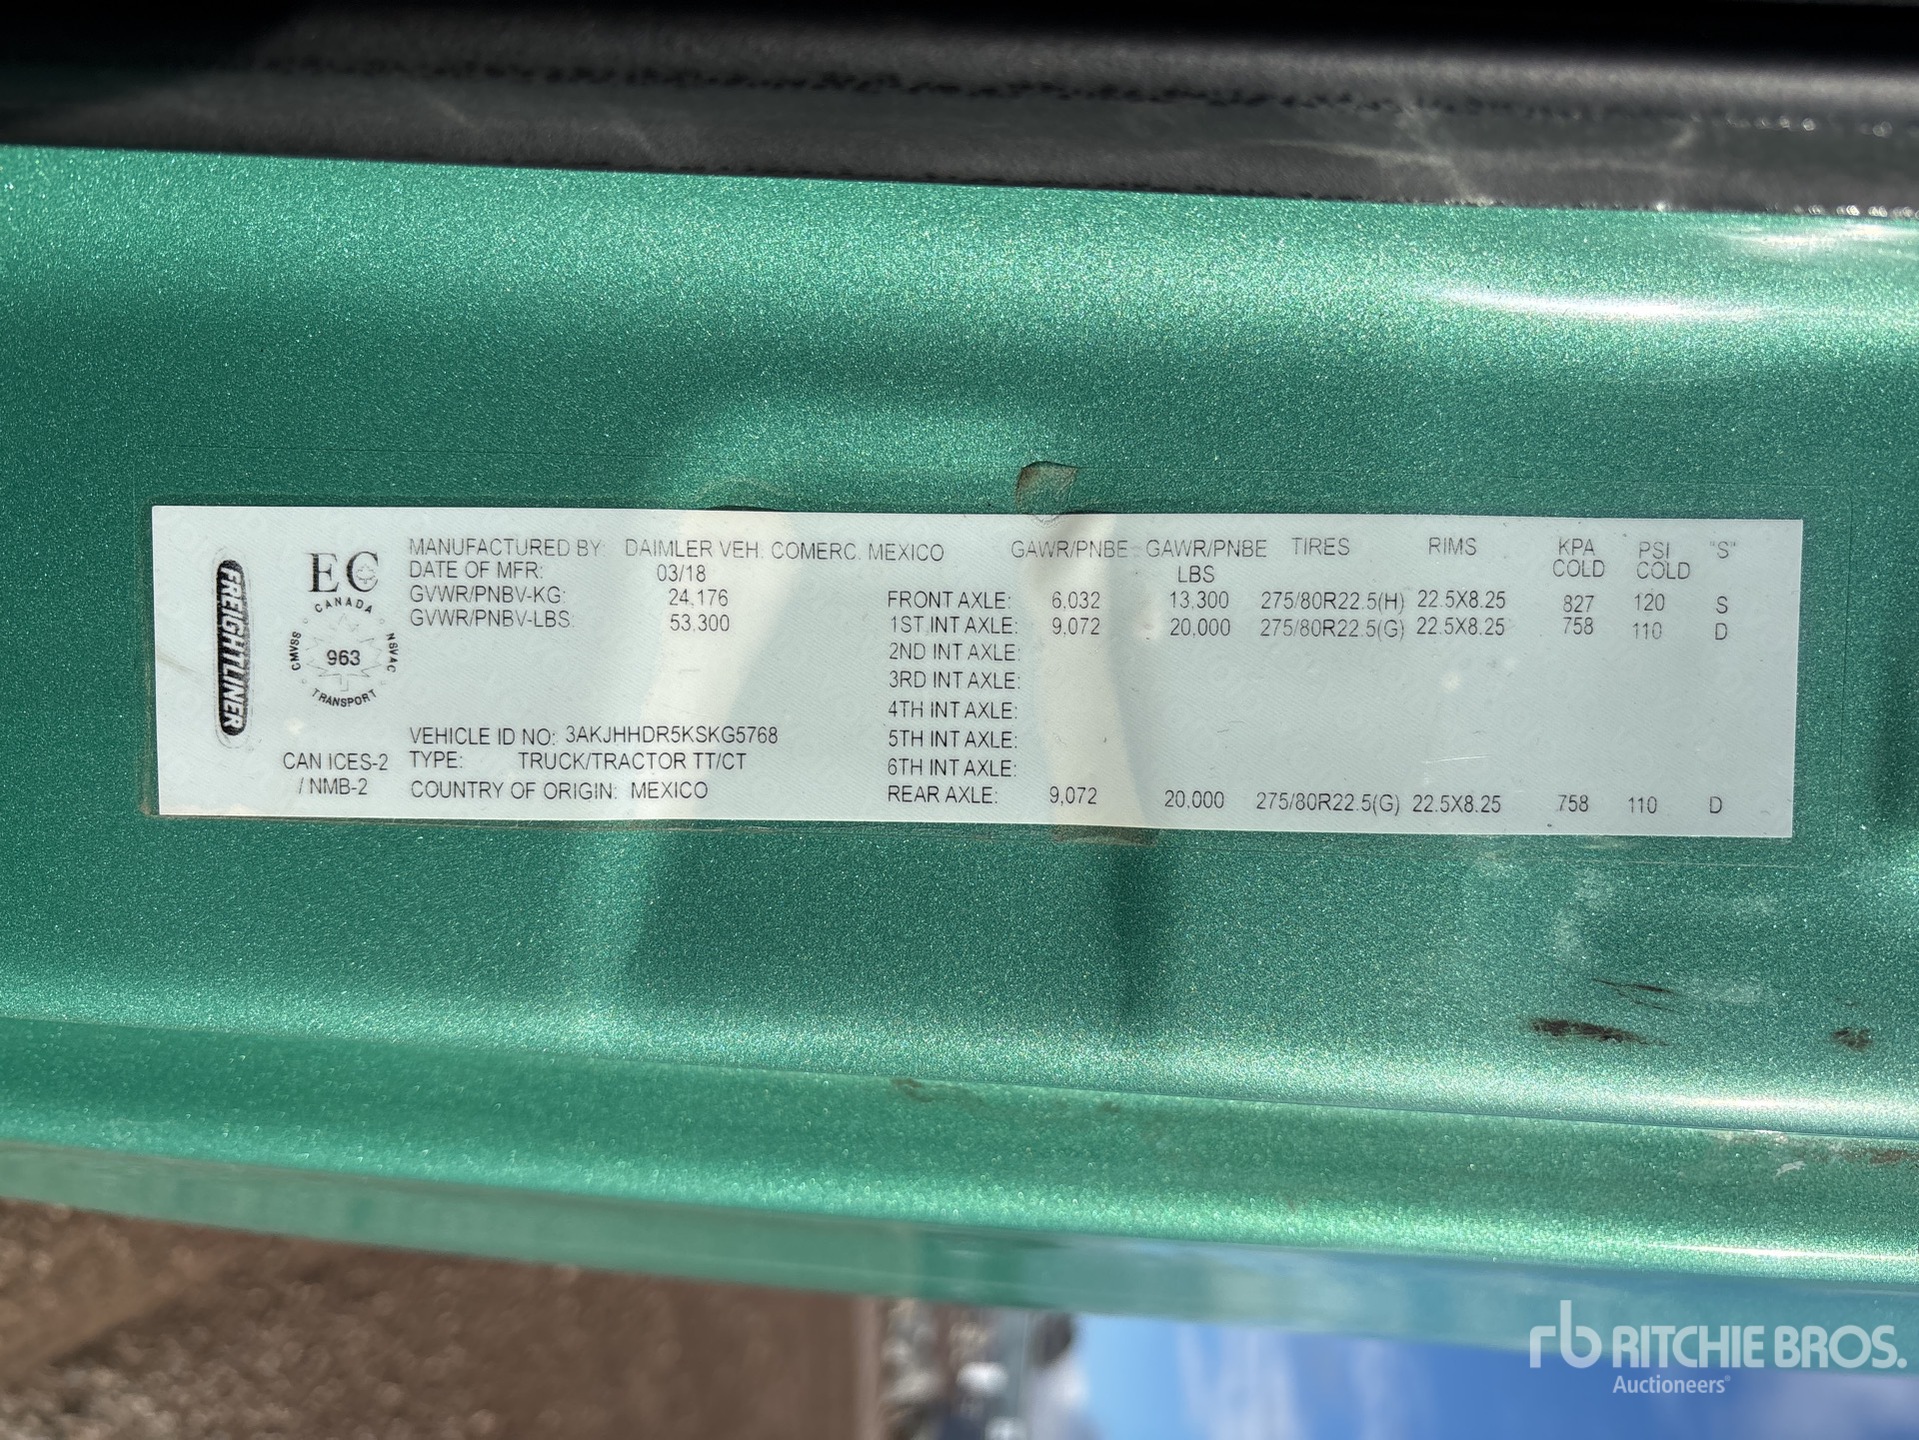 FREIGHTLINER
EC
CANADA
CMVSS
963
NSVAC
TRANSPORT
CAN ICES-2
/ NMB-2
MANUFACTURED BY: DAIMLER VEH. COMERC. MEXICO
DATE OF MFR: 03/18
GVWR/PNBV-KG: 24,176
GVWR/PNBV-LBS: 53,300
VEHICLE ID NO: 3AKJHHDR5KSKG5768
TYPE: TRUCK/TRACTOR TT/CT
COUNTRY OF ORIGIN: MEXICO
GAWR/PNBE GAWR/PNBE TIRES RIMS KPA PSI "S"
LBS COLD COLD
FRONT AXLE: 6,032 13,300 275/80R22.5(H) 22.5X8.25 827 120 S
1ST INT AXLE: 9,072 20,000 275/80R22.5(G) 22.5X8.25 758 110 D
2ND INT AXLE:
3RD INT AXLE:
4TH INT AXLE:
5TH INT AXLE:
6TH INT AXLE:
REAR AXLE: 9,072 20,000 275/80R22.5(G) 22.5X8.25 758 110 D
rb RITCHIE BROS.
Auctioneers